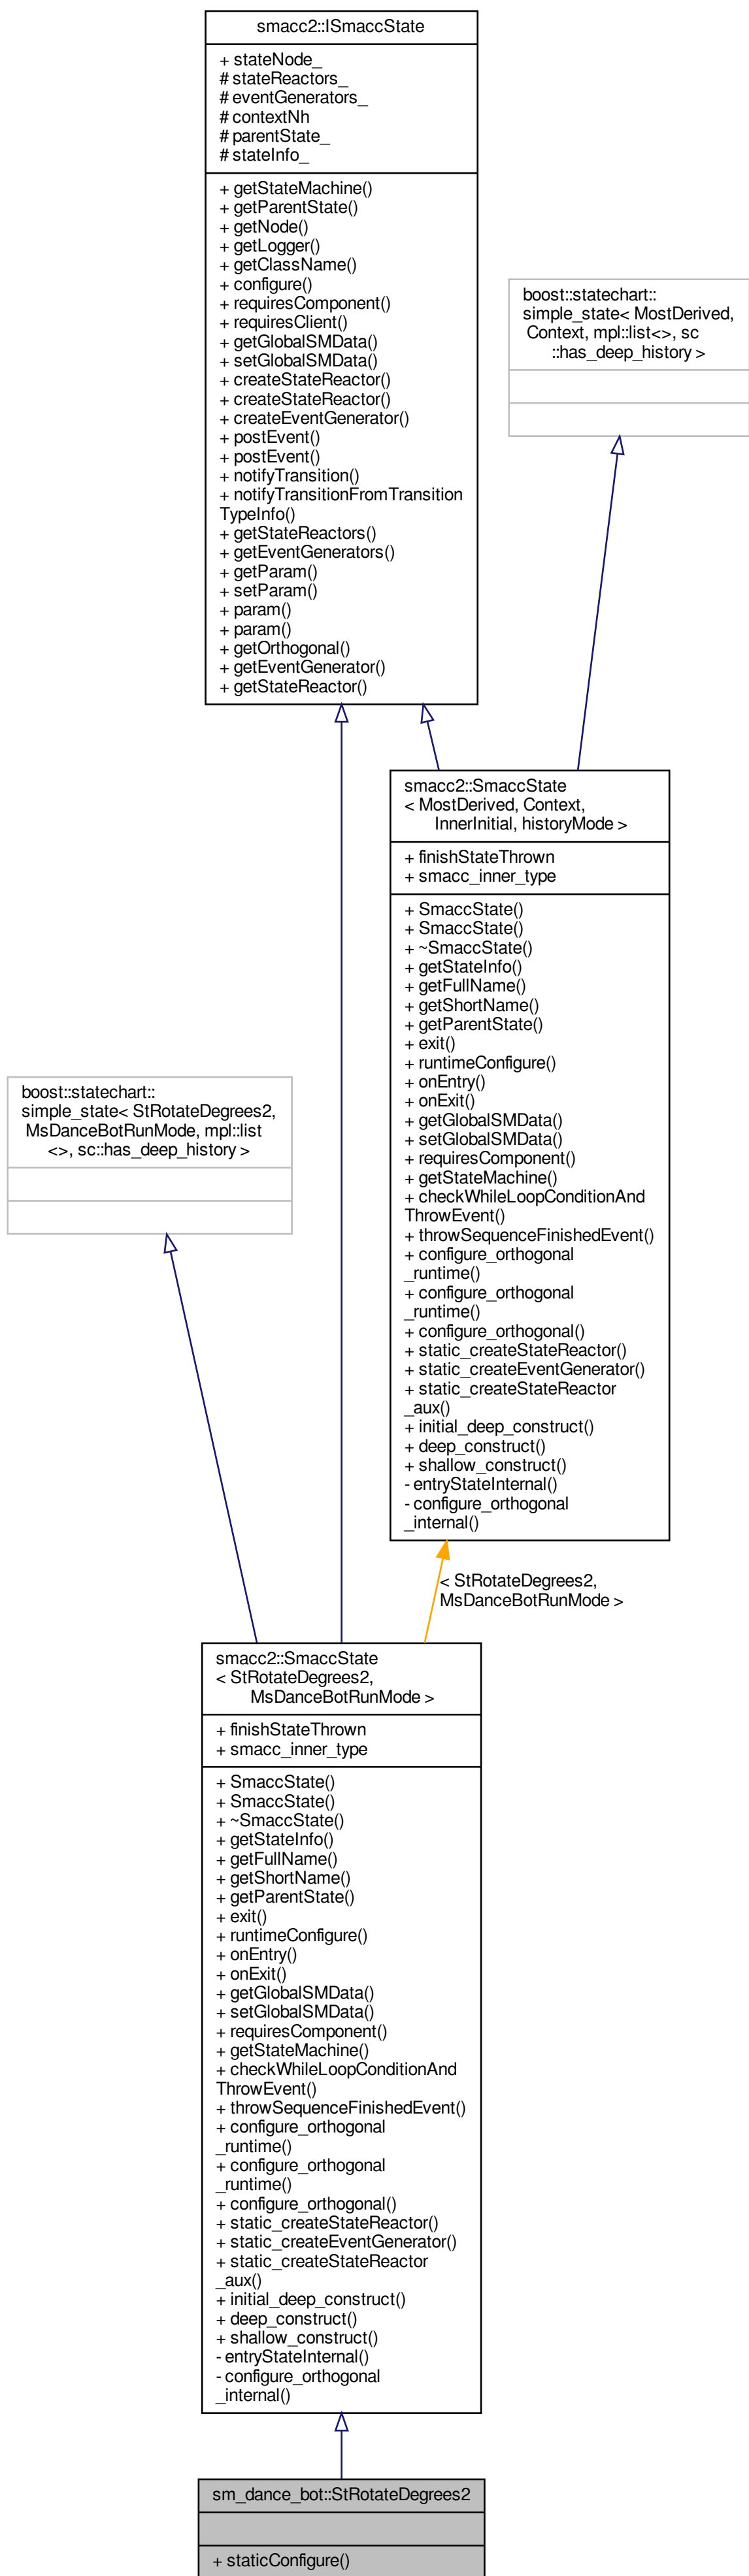 smacc2::ISmaccState
+ stateNode_
# stateReactors_
# eventGenerators_
# contextNh
# parentState_
# stateInfo_
+ getStateMachine()
+ getParentState()
+ getNode()
+ getLogger()
+ getClassName()
+ configure()
+ requiresComponent()
+ requiresClient()
+ getGlobalSMData()
+ setGlobalSMData()
+ createStateReactor()
+ createStateReactor()
+ createEventGenerator()
+ postEvent()
+ postEvent()
+ notifyTransition()
+ notifyTransitionFromTransition
TypeInfo()
+ getStateReactors()
+ getEventGenerators()
+ getParam()
+ setParam()
+ param()
+ param()
+ getOrthogonal()
+ getEventGenerator()
+ getStateReactor()
boost::statechart::
simple_state< MostDerived,
Context, mpl::list<>, sc
::has_deep_history >
smacc2::SmaccState
< MostDerived, Context,
InnerInitial, historyMode >
+ finishStateThrown
+ smacc_inner_type
+ SmaccState()
+ SmaccState()
+ ~SmaccState()
+ getStateInfo()
+ getFullName()
+ getShortName()
+ getParentState()
+ exit()
+ runtimeConfigure()
+ onEntry()
+ onExit()
+ getGlobalSMData()
+ setGlobalSMData()
+ requiresComponent()
+ getStateMachine()
+ checkWhileLoopConditionAnd
ThrowEvent()
+ throwSequenceFinishedEvent()
+ configure_orthogonal
_runtime()
+ configure_orthogonal
_runtime()
+ configure_orthogonal()
+ static_createStateReactor()
+ static_createEventGenerator()
+ static_createStateReactor
_aux()
+ initial_deep_construct()
+ deep_construct()
+ shallow_construct()
- entryStateInternal()
- configure_orthogonal
_internal()
boost::statechart::
simple_state< StRotateDegrees2,
MsDanceBotRunMode, mpl::list
<>, sc::has_deep_history >
< StRotateDegrees2,
MsDanceBotRunMode >
smacc2::SmaccState
< StRotateDegrees2,
MsDanceBotRunMode >
+ finishStateThrown
+ smacc_inner_type
+ SmaccState()
+ SmaccState()
+ ~SmaccState()
+ getStateInfo()
+ getFullName()
+ getShortName()
+ getParentState()
+ exit()
+ runtimeConfigure()
+ onEntry()
+ onExit()
+ getGlobalSMData()
+ setGlobalSMData()
+ requiresComponent()
+ getStateMachine()
+ checkWhileLoopConditionAnd
ThrowEvent()
+ throwSequenceFinishedEvent()
+ configure_orthogonal
_runtime()
+ configure_orthogonal
_runtime()
+ configure_orthogonal()
+ static_createStateReactor()
+ static_createEventGenerator()
+ static_createStateReactor
_aux()
+ initial_deep_construct()
+ deep_construct()
+ shallow_construct()
- entryStateInternal()
- configure_orthogonal
_internal()
sm_dance_bot::StRotateDegrees2
+ staticConfigure()